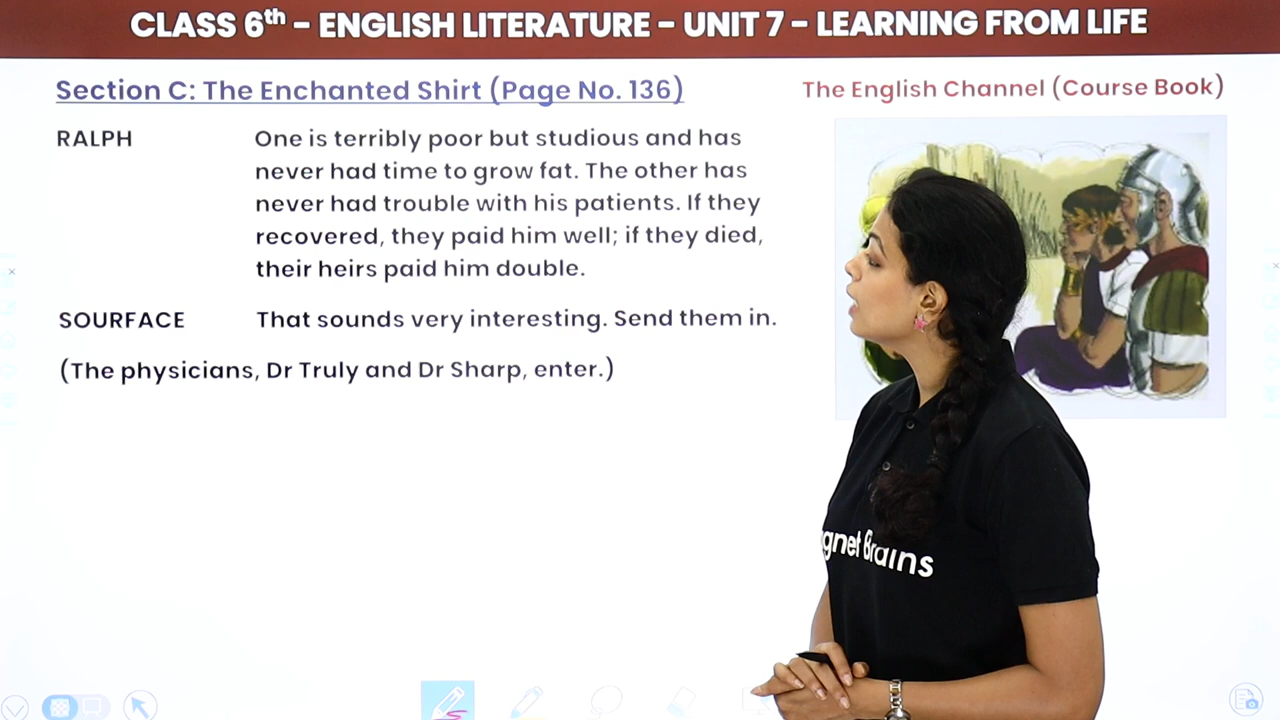 CLASS 6th – ENGLISH LITERATURE – UNIT 7 – LEARNING FROM LIFE
Section C: The Enchanted Shirt (Page No. 136)
The English Channel (Course Book)
RALPH
One is terribly poor but studious and has
never had time to grow fat. The other has
never had trouble with his patients. If they
recovered, they paid him well; if they died,
their heirs paid him double.
SOURFACE
That sounds very interesting. Send them in.
(The physicians, Dr Truly and Dr Sharp, enter.)
gnet Brains